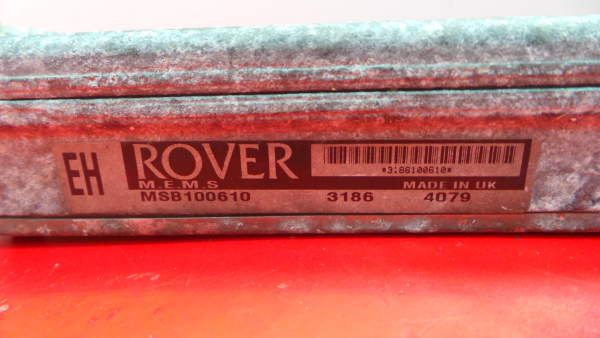 EH
ROVER
*3186100610*
M.E.M.S
MADE IN UK
MSB100610 3186 4079